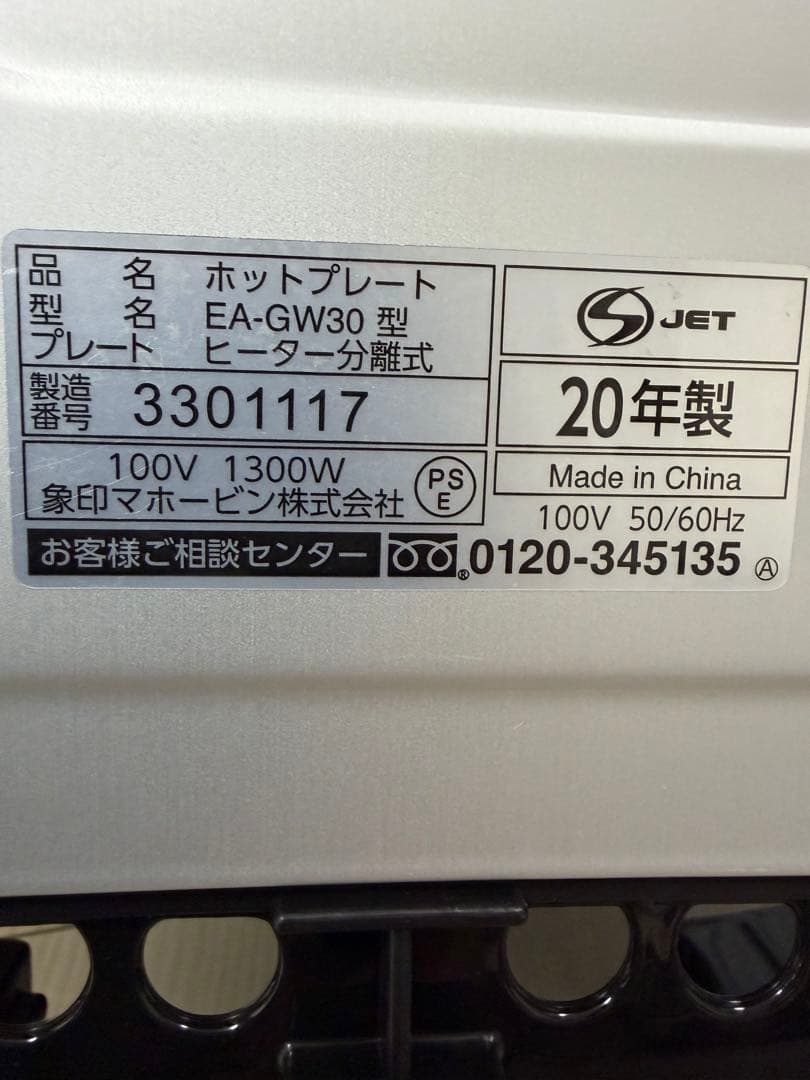 品名 ホットプレート
型名 EA-GW30 型
プレート ヒーター分離式
製造番号 3301117
100V 1300W
象印マホービン株式会社
PS
E
JET
20年製
Made in China
100V 50/60Hz
お客様ご相談センター ®0120-345135 Ⓐ